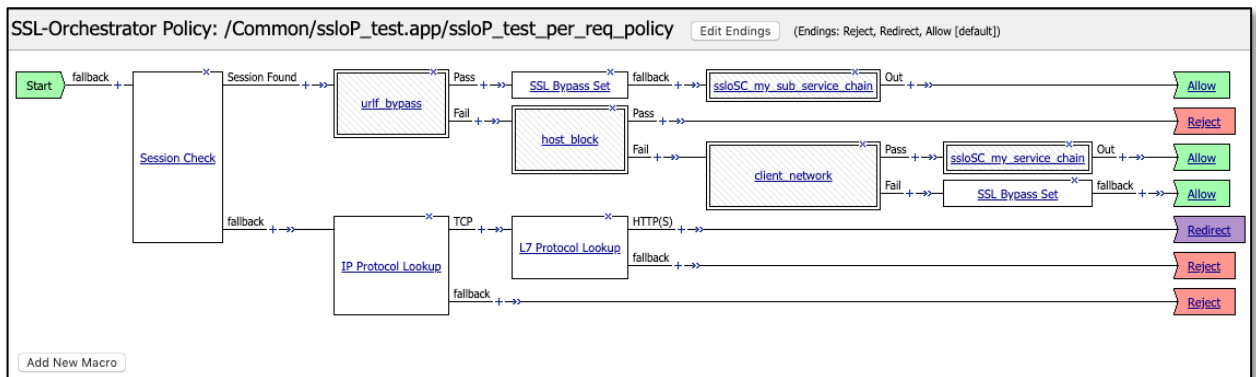 SSL-Orchestrator Policy: /Common/ssloP_test.app/ssloP_test_per_req_policy Edit Endings (Endings: Reject, Redirect, Allow [default])
Start fallback + Session Found + Pass + SSL Bypass Set fallback + ssloSC_my_sub_service_chain Out + Allow
urlf_bypass
Fail + Pass + Reject
host_block
Session Check Fail + Pass + ssloSC_my_service_chain Out + Allow
client_network
Fail + SSL Bypass Set fallback + Allow
fallback + TCP + HTTP(S) + Redirect
L7 Protocol Lookup
IP Protocol Lookup fallback + Reject
fallback + Reject
Add New Macro